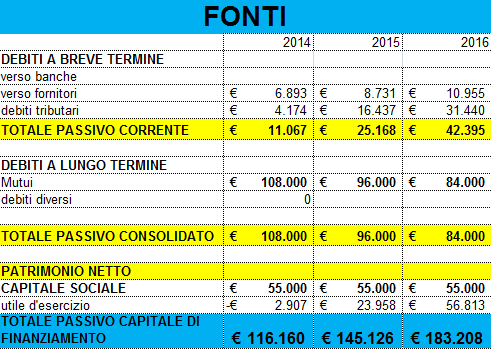 FONTI
2014 2015 2016
DEBITI A BREVE TERMINE
verso banche
verso fornitori € 6.893 € 8.731 € 10.955
debiti tributari € 4.174 € 16.437 € 31.440
TOTALE PASSIVO CORRENTE € 11.067 € 25.168 € 42.395
DEBITI A LUNGO TERMINE
Mutui € 108.000 € 96.000 € 84.000
debiti diversi 0
TOTALE PASSIVO CONSOLIDATO € 108.000 € 96.000 € 84.000
PATRIMONIO NETTO
CAPITALE SOCIALE € 55.000 € 55.000 € 55.000
utile d'esercizio -€ 2.907 € 23.958 € 56.813
TOTALE PASSIVO CAPITALE DI
FINANZIAMENTO € 116.160 € 145.126 € 183.208